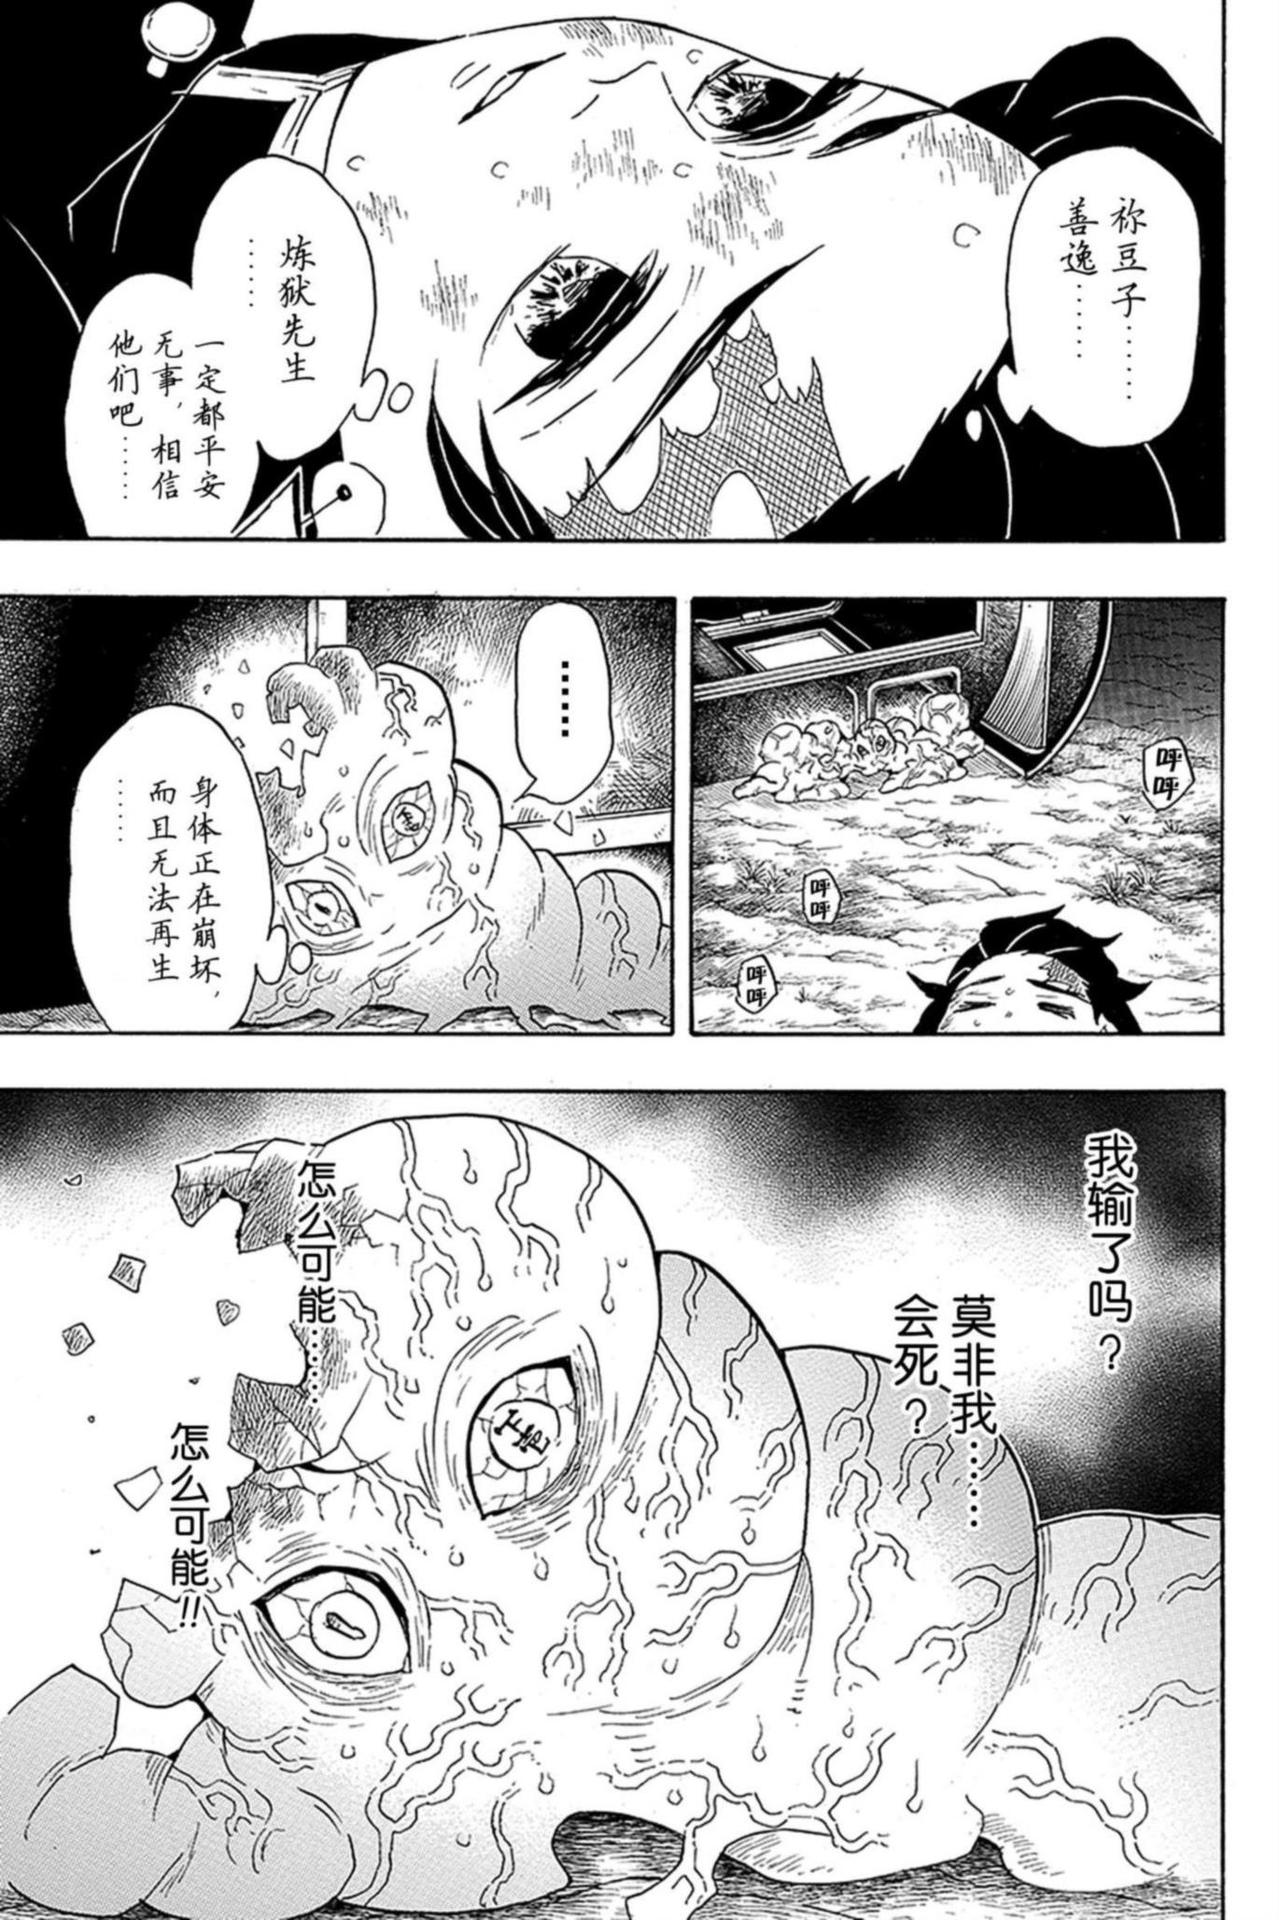 祢豆子……
善逸……
炼狱先生
……
一定都平安
无事，相信
他们吧……
呼呼
呼呼
呼呼
……
身体正在崩坏，
而且无法再生
……
我输了吗？
莫非我……
会死？
怎么可能……
怎么可能！！